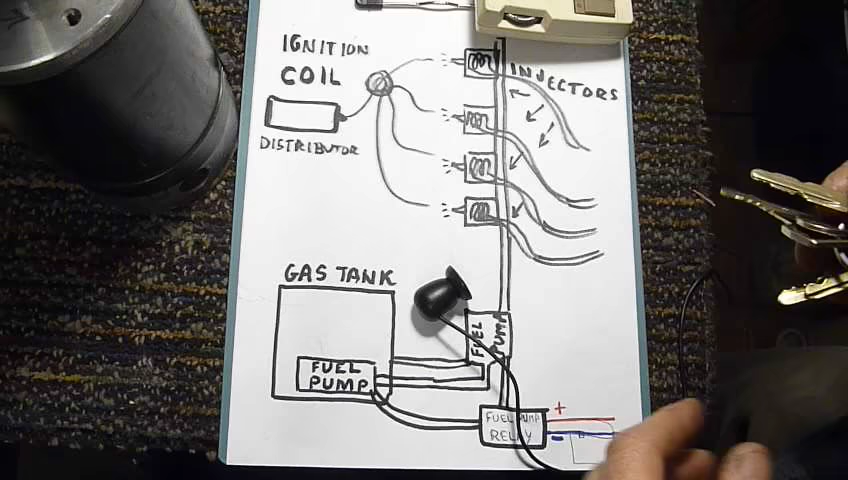 IGNITION
COIL
DISTRIBUTOR
INJECTORS
GAS TANK
FUEL
PUMP
FUEL
PUMP
FUEL PUMP
RELAY
+
-